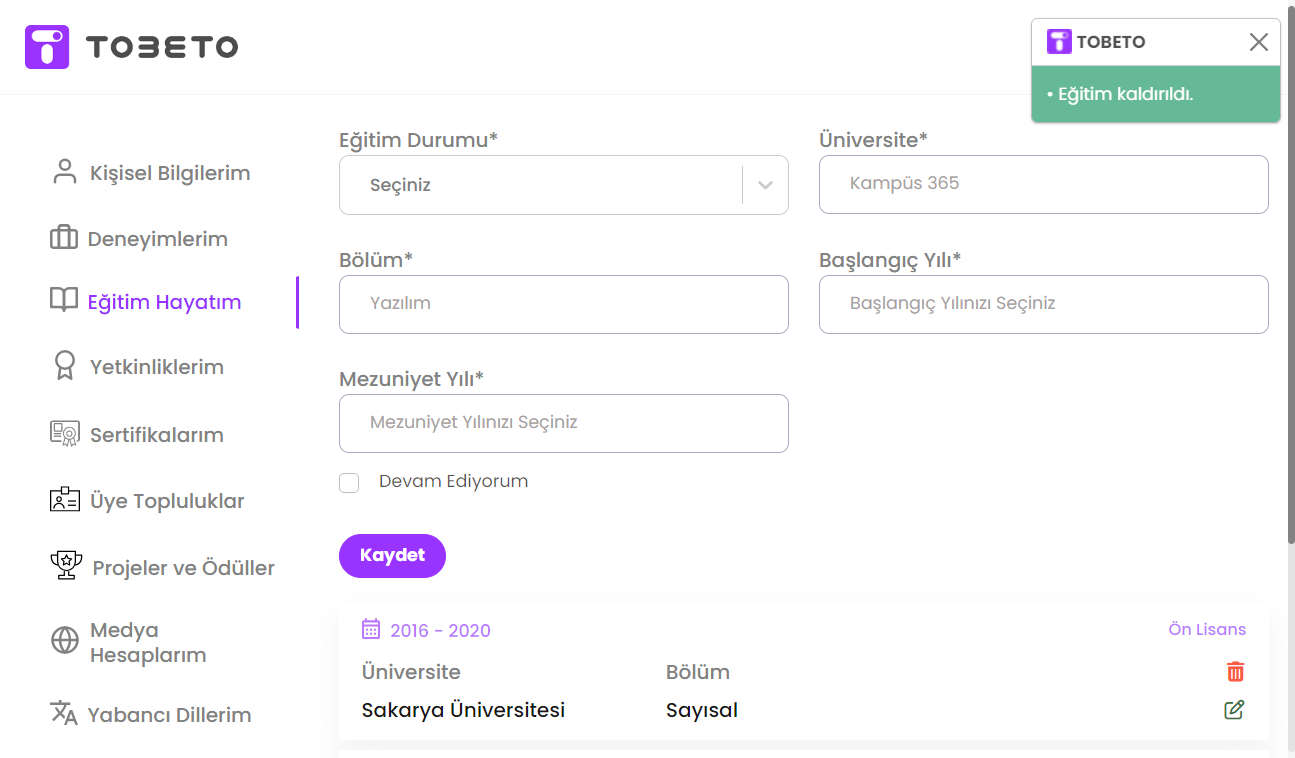 TOBETO
TOBETO
• Eğitim kaldırıldı.
Kişisel Bilgilerim
Deneyimlerim
Eğitim Hayatım
Yetkinliklerim
Sertifikalarım
Üye Topluluklar
Projeler ve Ödüller
Medya
Hesaplarım
Yabancı Dillerim
Eğitim Durumu*
Seçiniz
Üniversite*
Kampüs 365
Bölüm*
Yazılım
Başlangıç Yılı*
Başlangıç Yılınızı Seçiniz
Mezuniyet Yılı*
Mezuniyet Yılınızı Seçiniz
Devam Ediyorum
Kaydet
2016 - 2020
Ön Lisans
Üniversite
Bölüm
Sakarya Üniversitesi
Sayısal